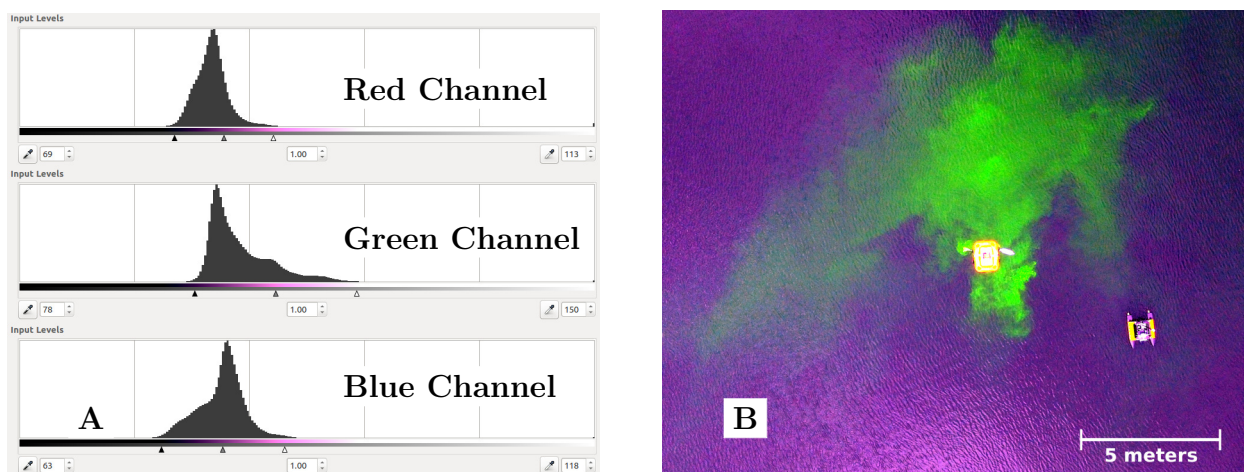 Input Levels
Red Channel
69 1.00 113
Input Levels
Green Channel
78 1.00 150
Input Levels
Blue Channel
A
63 1.00 118
B
5 meters